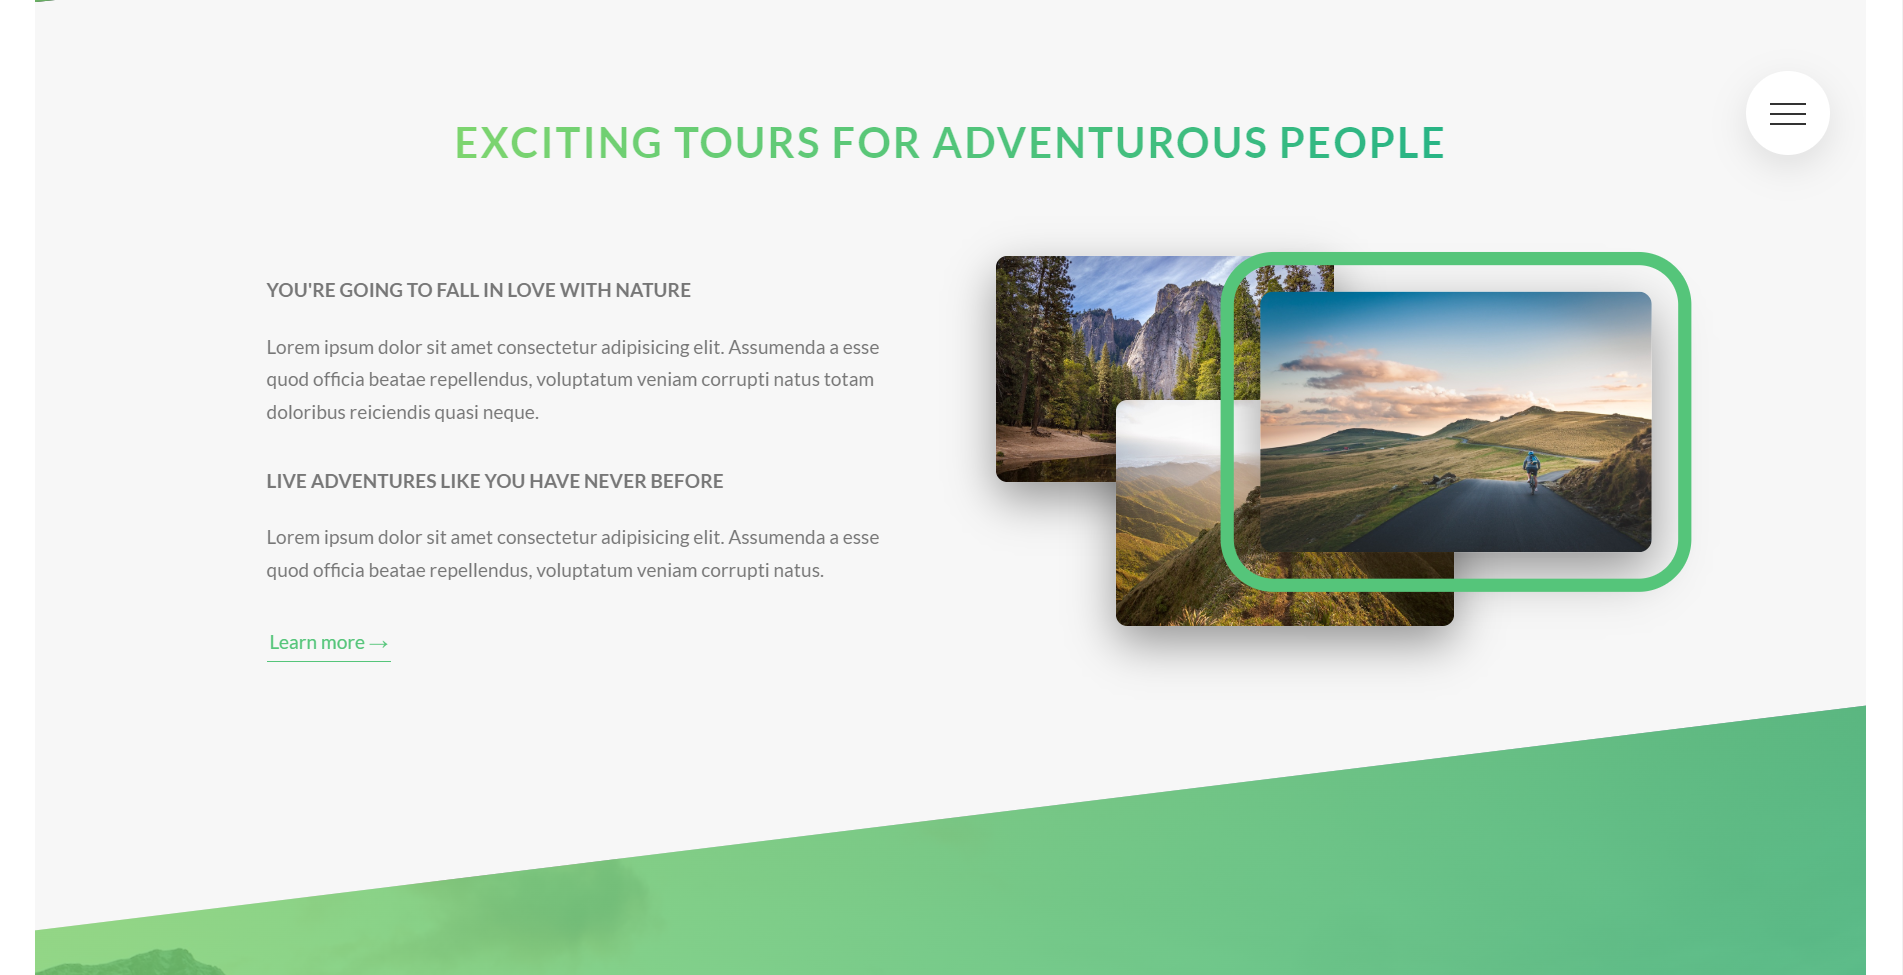 EXCITING TOURS FOR ADVENTUROUS PEOPLE
YOU'RE GOING TO FALL IN LOVE WITH NATURE
Lorem ipsum dolor sit amet consectetur adipisicing elit. Assumenda a esse
quod officia beatae repellendus, voluptatum veniam corrupti natus totam
doloribus reiciendis quasi neque.
LIVE ADVENTURES LIKE YOU HAVE NEVER BEFORE
Lorem ipsum dolor sit amet consectetur adipisicing elit. Assumenda a esse
quod officia beatae repellendus, voluptatum veniam corrupti natus.
Learn more →